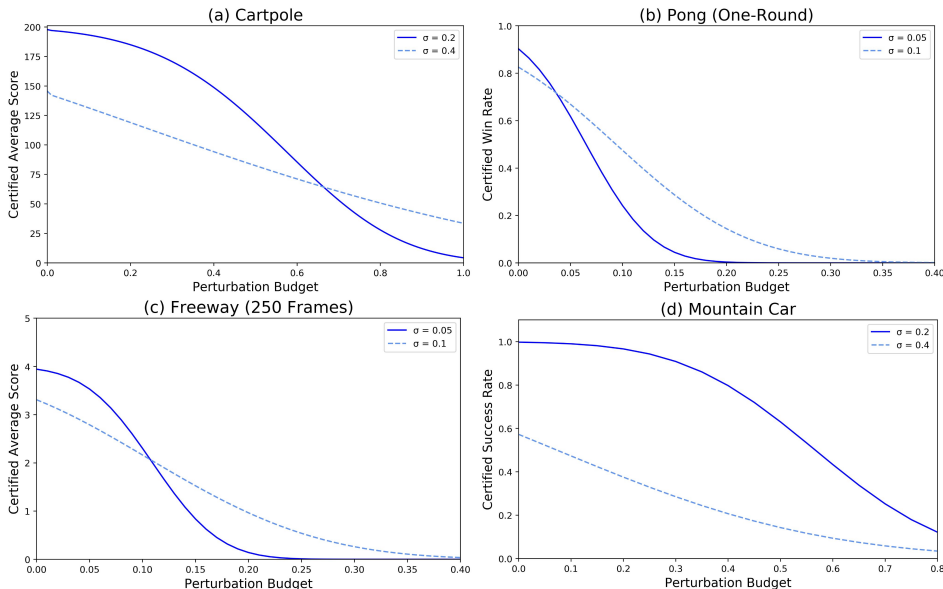 (a) Cartpole
Certified Average Score
200
175
150
125
100
75
50
25
0
σ = 0.2
σ = 0.4
0.0 0.2 0.4 0.6 0.8 1.0
Perturbation Budget
(b) Pong (One-Round)
Certified Win Rate
1.0
0.8
0.6
0.4
0.2
0.0
σ = 0.05
σ = 0.1
0.00 0.05 0.10 0.15 0.20 0.25 0.30 0.35 0.40
Perturbation Budget
(c) Freeway (250 Frames)
Certified Average Score
5
4
3
2
1
0
σ = 0.05
σ = 0.1
0.00 0.05 0.10 0.15 0.20 0.25 0.30 0.35 0.40
Perturbation Budget
(d) Mountain Car
Certified Success Rate
1.0
0.8
0.6
0.4
0.2
0.0
σ = 0.2
σ = 0.4
0.0 0.1 0.2 0.3 0.4 0.5 0.6 0.7 0.8
Perturbation Budget